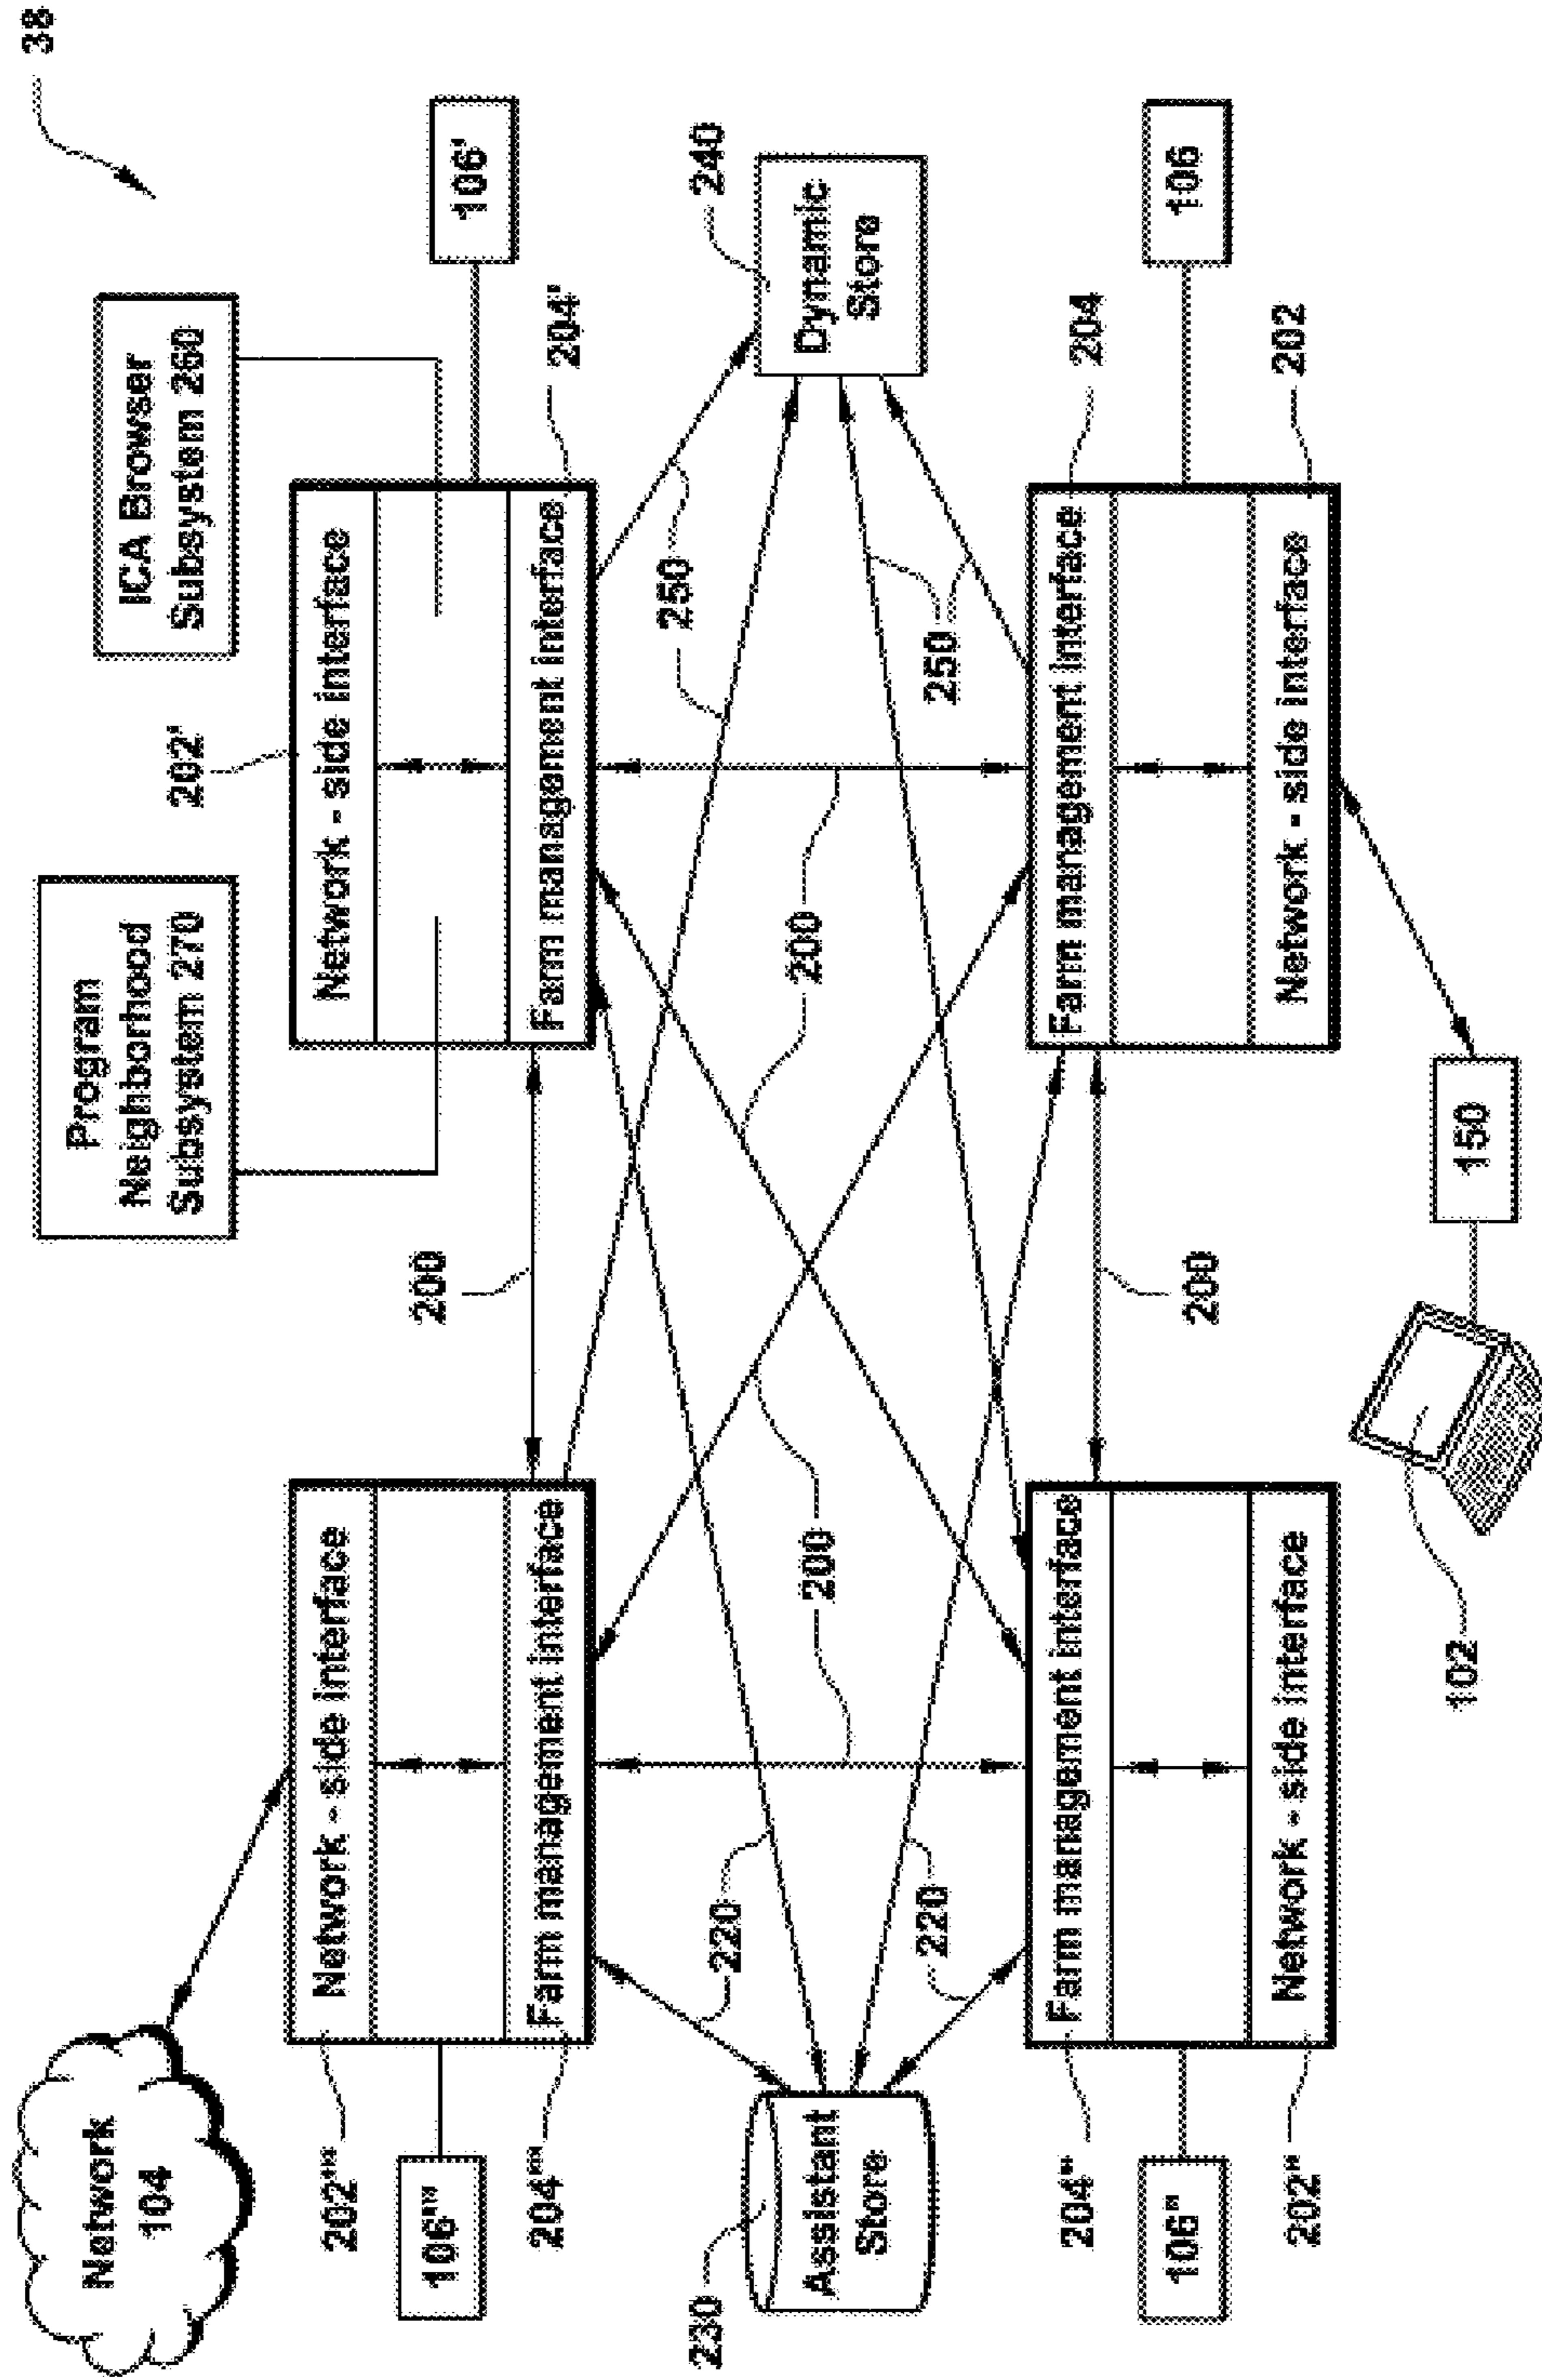 38
Network
104
Program
Neighborhood
Subsystem 270
ICA Browser
Subsystem 260
202'
202"'
Network - side interface
Network - side interface
106"'
200
106'
204"'
Farm management interface
Farm management interface
204'
220
250
230
Assistant
Store
200
200
240
Dynamic
Store
220
250
204"
Farm management interface
Farm management interface
204
106"
200
106
202"
Network - side interface
Network - side interface
202
102
150